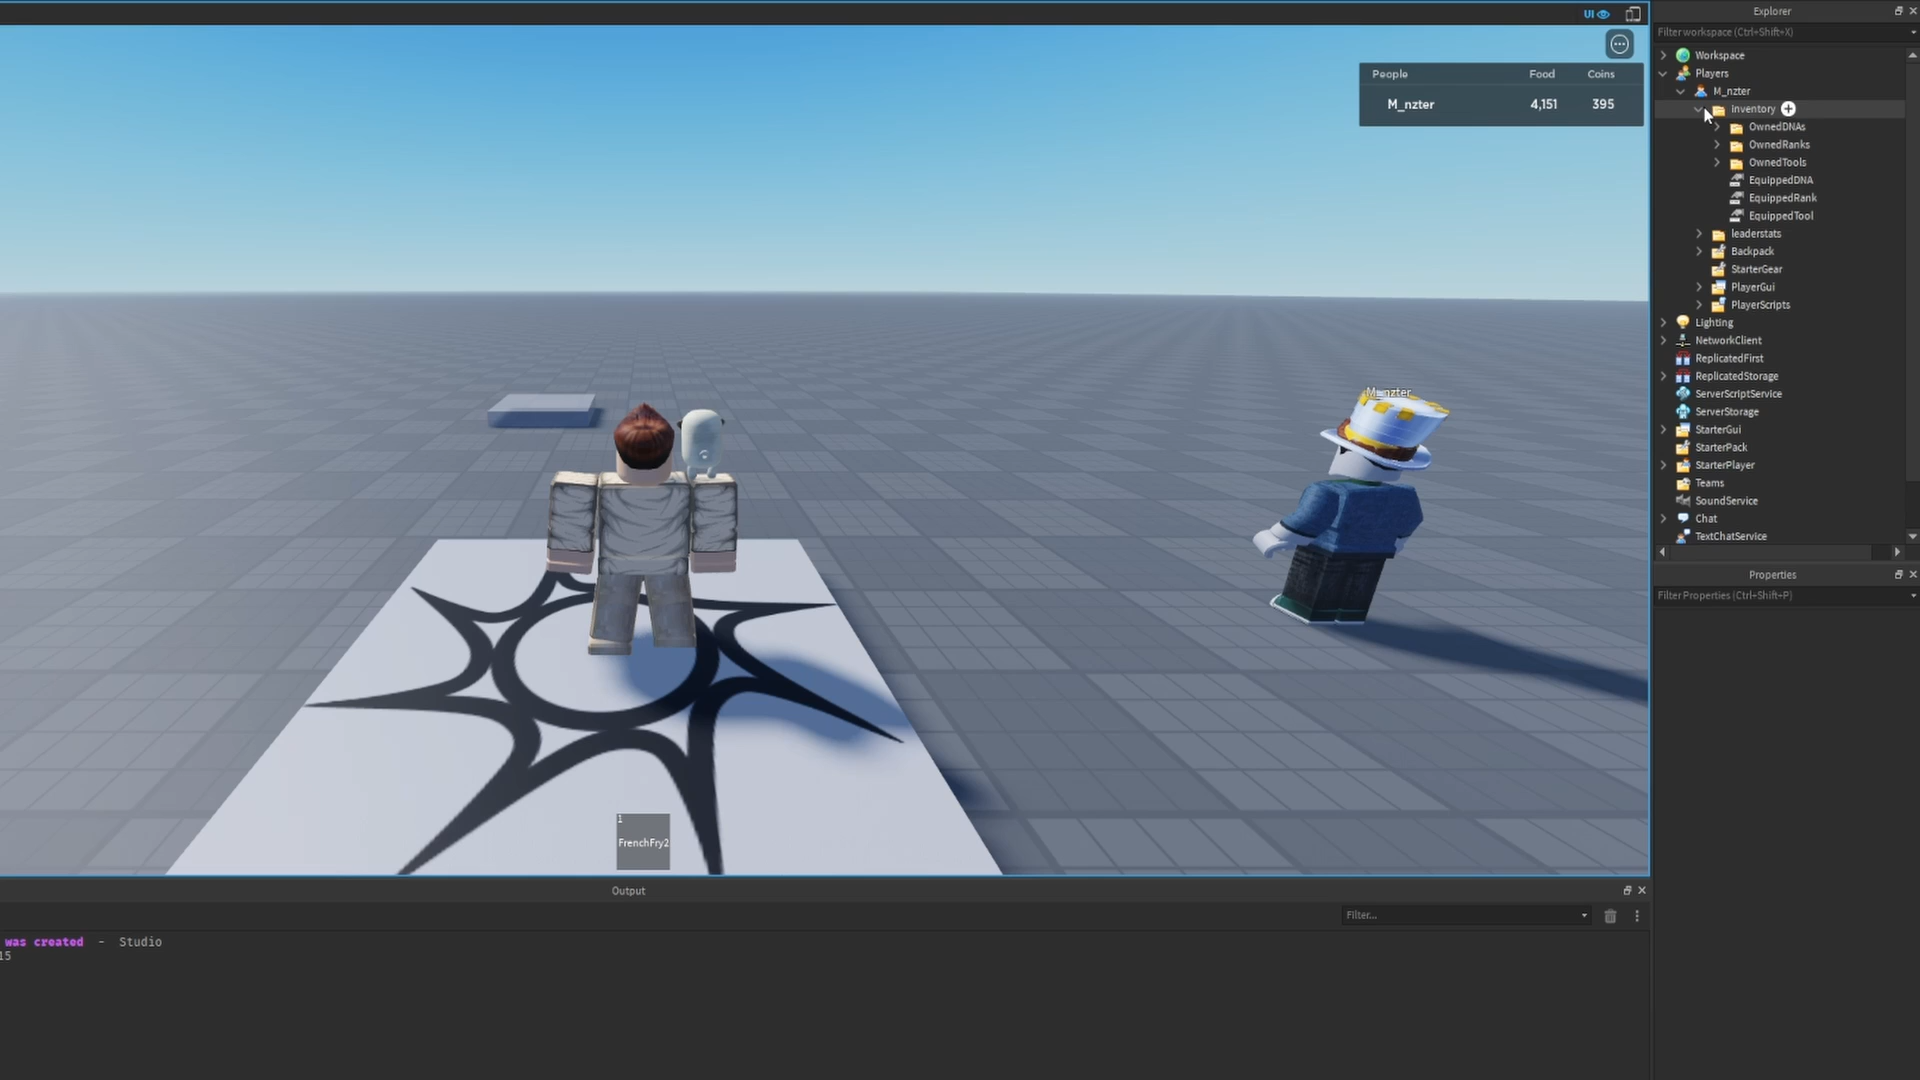 UI
Explorer
Filter workspace (Ctrl+Shift+X)
Workspace
Players
M_nzter
Inventory
OwnedDNAs
OwnedRanks
OwnedTools
EquippedDNA
EquippedRank
EquippedTool
leaderstats
Backpack
StarterGear
PlayerGui
PlayerScripts
Lighting
NetworkClient
ReplicatedFirst
ReplicatedStorage
ServerScriptService
ServerStorage
StarterGui
StarterPack
StarterPlayer
Teams
SoundService
Chat
TextChatService
Properties
Filter Properties (Ctrl+Shift+P)
People Food Coins
M_nzter 4,151 395
M_nzter
1
FrenchFry2
Output
Filter...
was created - Studio
15